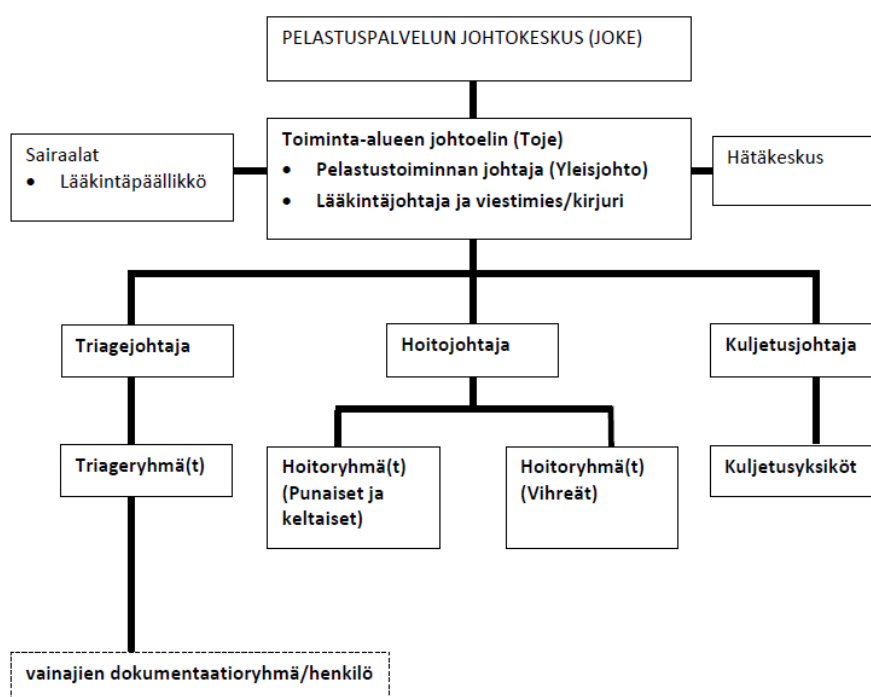 PELASTUSPALVELUN JOHTOKESKUS (JOKE)
Toiminta-alueen johtoelin (Toje)
• Pelastustoiminnan johtaja (Yleisjohto)
• Lääkintäjohtaja ja viestimies/kirjuri
Sairaalat
• Lääkintäpäällikkö
Hätäkeskus
Triagejohtaja
Hoitojohtaja
Kuljetusjohtaja
Triageryhmä(t)
Hoitoryhmä(t)
(Punaiset ja
keltaiset)
Hoitoryhmä(t)
(Vihreät)
Kuljetusyksiköt
vainajien dokumentaatioryhmä/henkilö